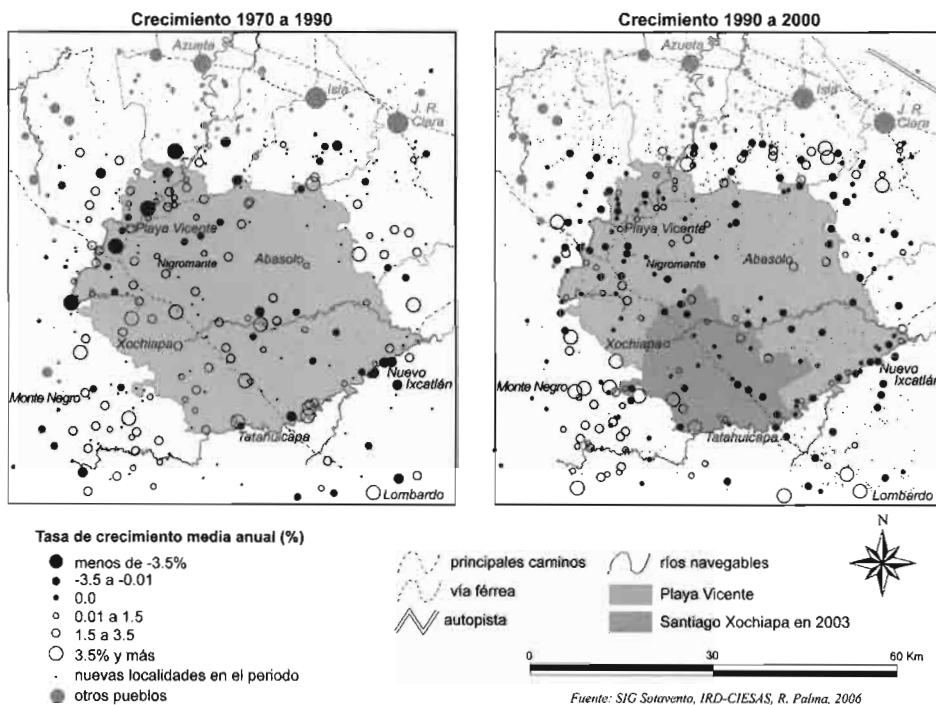 Crecimiento 1970 a 1990
Azueta
Isla
J. R.
Clara
Playa Vicente
Nigromante
Abasolo
Xochiapa
Nuevo
Ixcatlán
Monte Negro
Tatahuicapa
Lombardo
Crecimiento 1990 a 2000
Azueta
Isla
J. R.
Clara
Playa Vicente
Nigromante
Abasolo
Xochiapa
Nuevo
Ixcatlán
Monte Negro
Tatahuicapa
Lombardo
Tasa de crecimiento media anual (%)
menos de -3.5%
-3.5 a -0.01
0.0
0.01 a 1.5
1.5 a 3.5
3.5% y más
nuevas localidades en el periodo
otros pueblos
principales caminos
vía férrea
autopista
ríos navegables
Playa Vicente
Santiago Xochiapa en 2003
N
0 30 60 Km
Fuente: SIG Sotavento, IRD-CIESAS, R. Palma, 2006